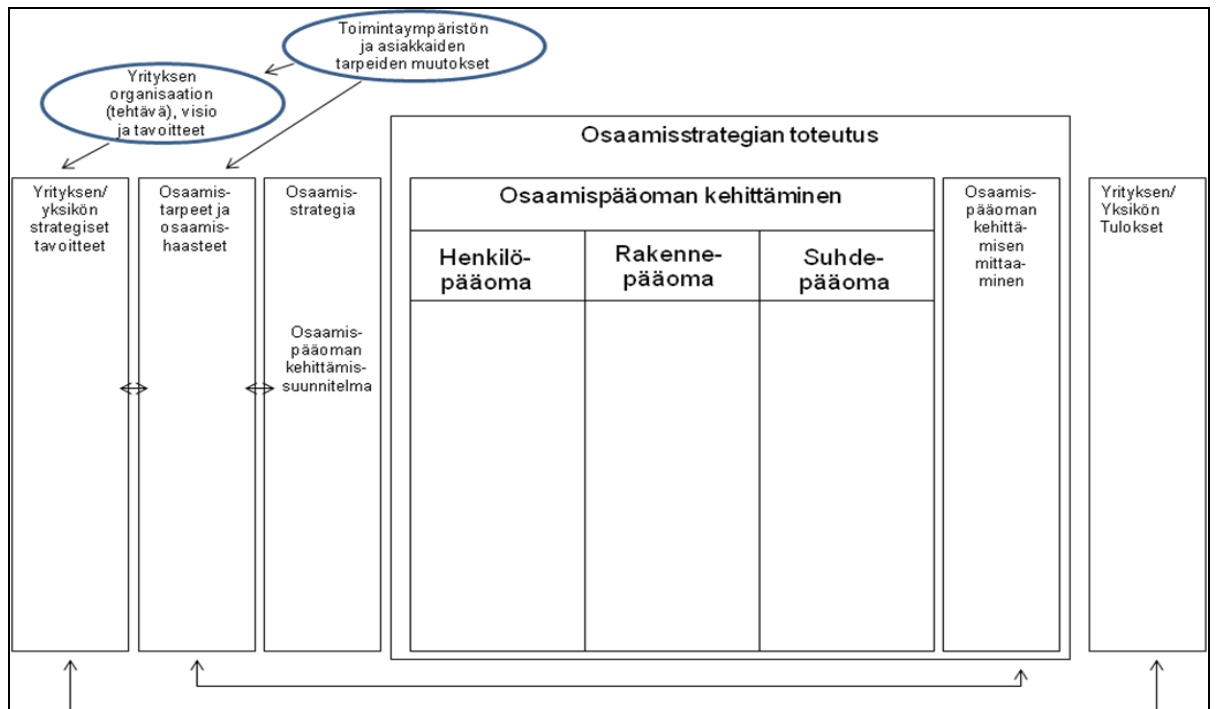 Toimintaympäristön
ja asiakkaiden
tarpeiden muutokset
Yrityksen
organisaation
(tehtävä), visio
ja tavoitteet
Osaamisstrategian toteutus
Yrityksen/
yksikön
strategiset
tavoitteet
Osaamis-
tarpeet ja
osaamis-
haasteet
Osaamis-
strategia
Osaamis-
pääoman
kehittämis-
suunnitelma
Osaamispääoman kehittäminen
Henkilö-
pääoma
Rakenne-
pääoma
Suhde-
pääoma
Osaamis-
pääoman
kehittä-
misen
mittaa-
minen
Yrityksen/
Yksikön
Tulokset